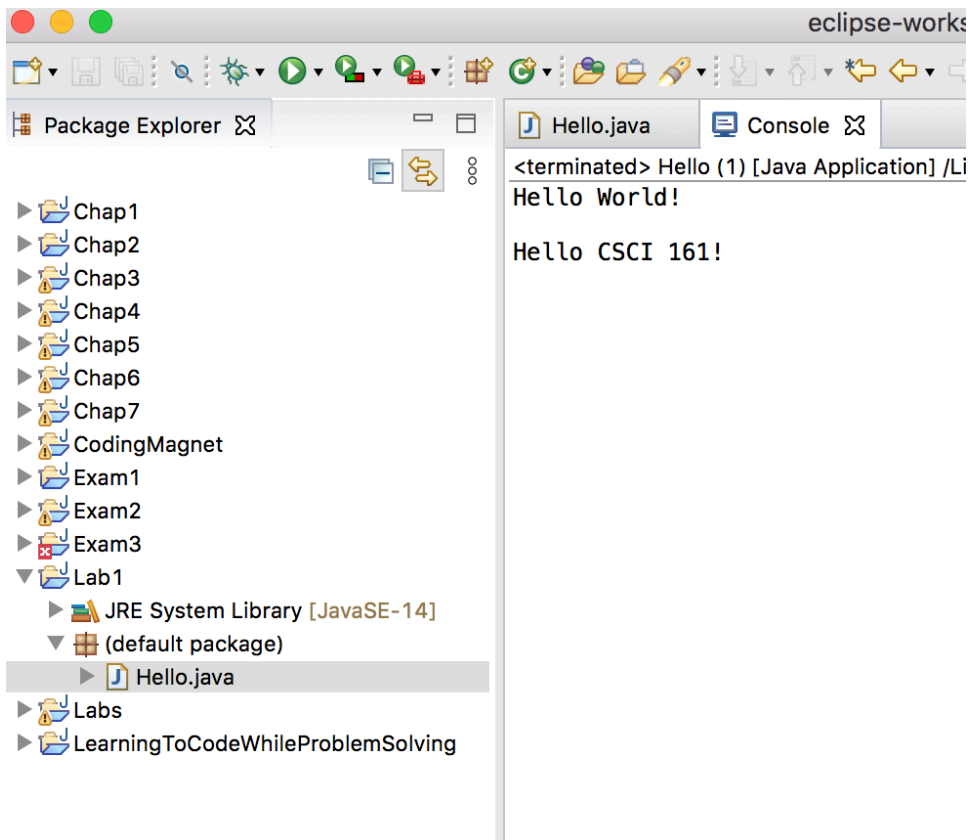 eclipse-works
Package Explorer
Chap1
Chap2
Chap3
Chap4
Chap5
Chap6
Chap7
CodingMagnet
Exam1
Exam2
Exam3
Lab1
JRE System Library [JavaSE-14]
(default package)
Hello.java
Labs
LearningToCodeWhileProblemSolving
Hello.java
Console
<terminated> Hello (1) [Java Application] /Li
Hello World!
Hello CSCI 161!